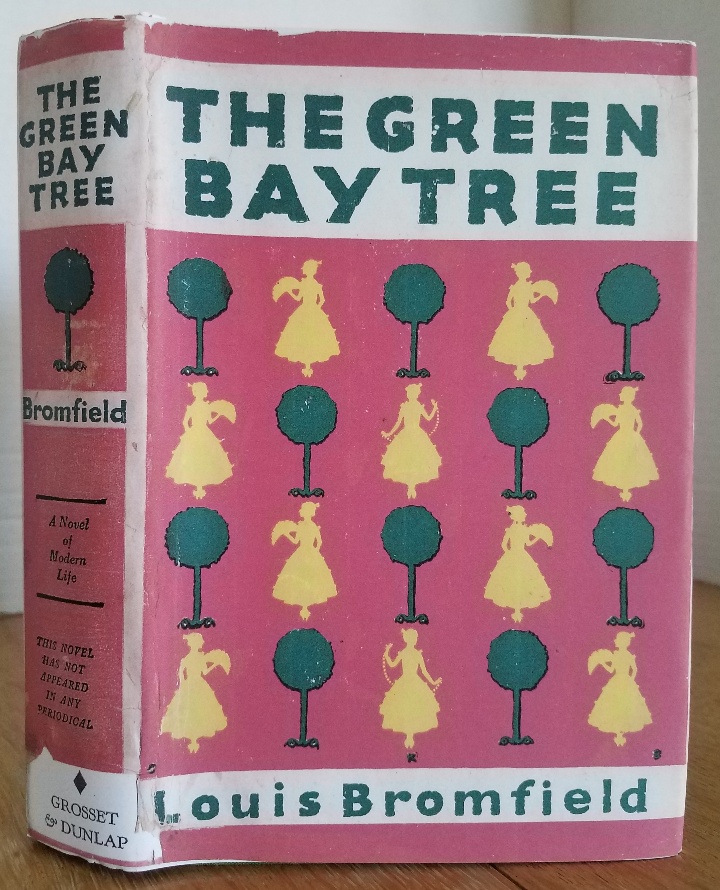 THE
GREEN
BAY
TREE
Bromfield
A Novel
of
Modern
Life
THIS NOVEL
HAS NOT
APPEARED
IN ANY
PERIODICAL
GROSSET
& DUNLAP
THE GREEN
BAY TREE
Louis Bromfield